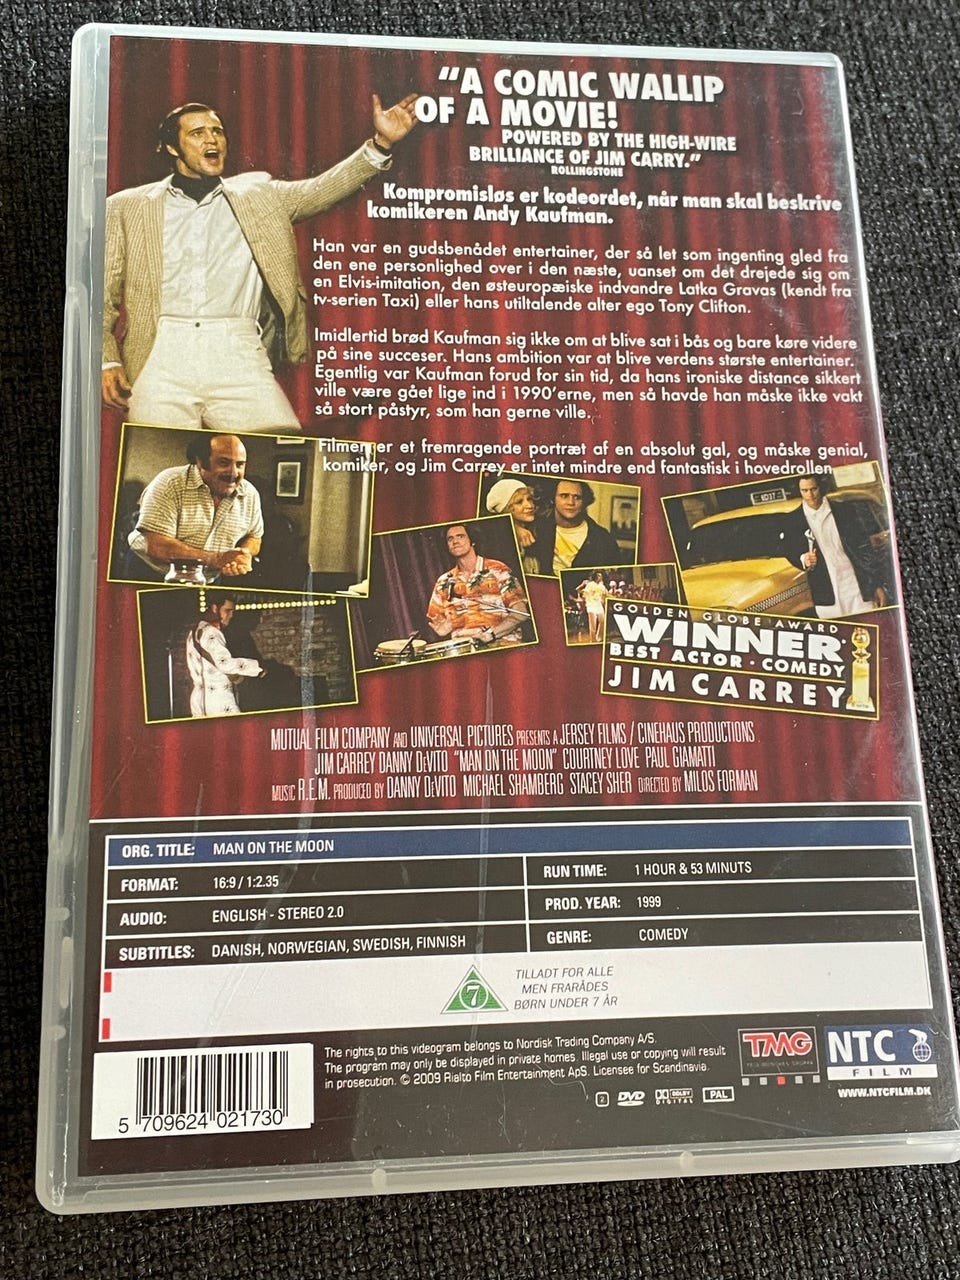 "A COMIC WALLIP
OF A MOVIE!
POWERED BY THE HIGH-WIRE
BRILLIANCE OF JIM CARRY."
ROLLINGSTONE
Kompromisløs er kodeordet, når man skal beskrive
komikeren Andy Kaufman.
Han var en gudsbenådet entertainer, der så let som ingenting gled fra
den ene personlighed over i den næste, uanset om det drejede sig om
en Elvis-imitation, den østeuropæiske indvandre Latka Gravas (kendt fra
tv-serien Taxi) eller hans utiltalende alter ego Tony Clifton.
Imidlertid brød Kaufman sig ikke om at blive sat i bås og bare køre videre
på sine succeser. Hans ambition var at blive verdens største entertainer.
Egentlig var Kaufman forud for sin tid, da hans ironiske distance sikkert
ville være gået lige ind i 1990'erne, men så havde han måske ikke vakt
så stort påstyr, som han gerne ville.
er et fremragende portræt af en absolut gal, og måske genial,
komiker, og Jim Carrey er intet mindre end fantastisk i hovedrollen
GOLDEN GLOBE AWARD
WINNER
BEST ACTOR · COMEDY
JIM CARREY
MUTUAL FILM COMPANY AND UNIVERSAL PICTURES PRESENTS A JERSEY FILMS / CINEHAUS PRODUCTIONS
JIM CARREY DANNY DEVITO "MAN ON THE MOON" COURTNEY LOVE PAUL GIAMATTI
MUSIC R.E.M. PRODUCED BY DANNY DEVITO MICHAEL SHAMBERG STACEY SHER DIRECTED BY MILOS FORMAN
ORG. TITLE: MAN ON THE MOON
FORMAT: 16:9 / 1:2.35 RUN TIME: 1 HOUR & 53 MINUTS
AUDIO: ENGLISH - STEREO 2.0 PROD. YEAR: 1999
SUBTITLES: DANISH, NORWEGIAN, SWEDISH, FINNISH GENRE: COMEDY
7
TILLADT FOR ALLE
MEN FRARÅDES
BØRN UNDER 7 ÅR
The rights to this videogram belongs to Nordisk Trading Company A/S.
The program may only be displayed in private homes. Illegal use or copying will result
in prosecution. © 2009 Rialto Film Entertainment ApS. Licensee for Scandinavia.
TMG
NTC
FILM
WWW.NTCFILM.DK
2 DVD DOLBY DIGITAL PAL
5 709624 021730